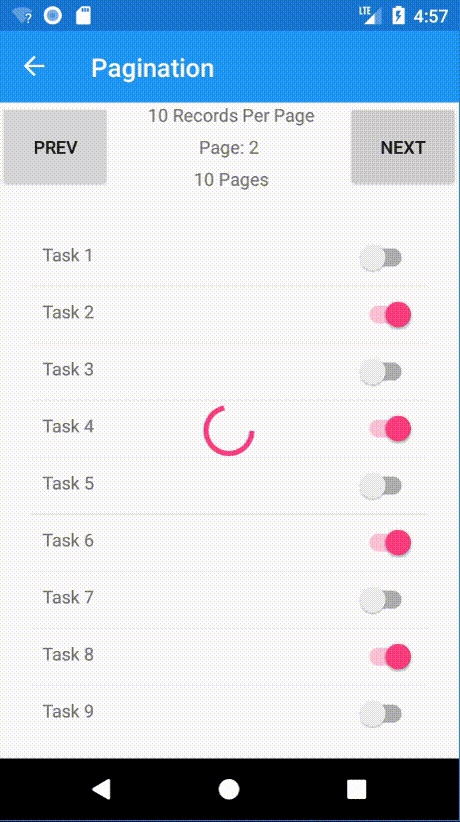 LTE
4:57
Pagination
PREV
10 Records Per Page
Page: 2
10 Pages
NEXT
Task 1
Task 2
Task 3
Task 4
Task 5
Task 6
Task 7
Task 8
Task 9